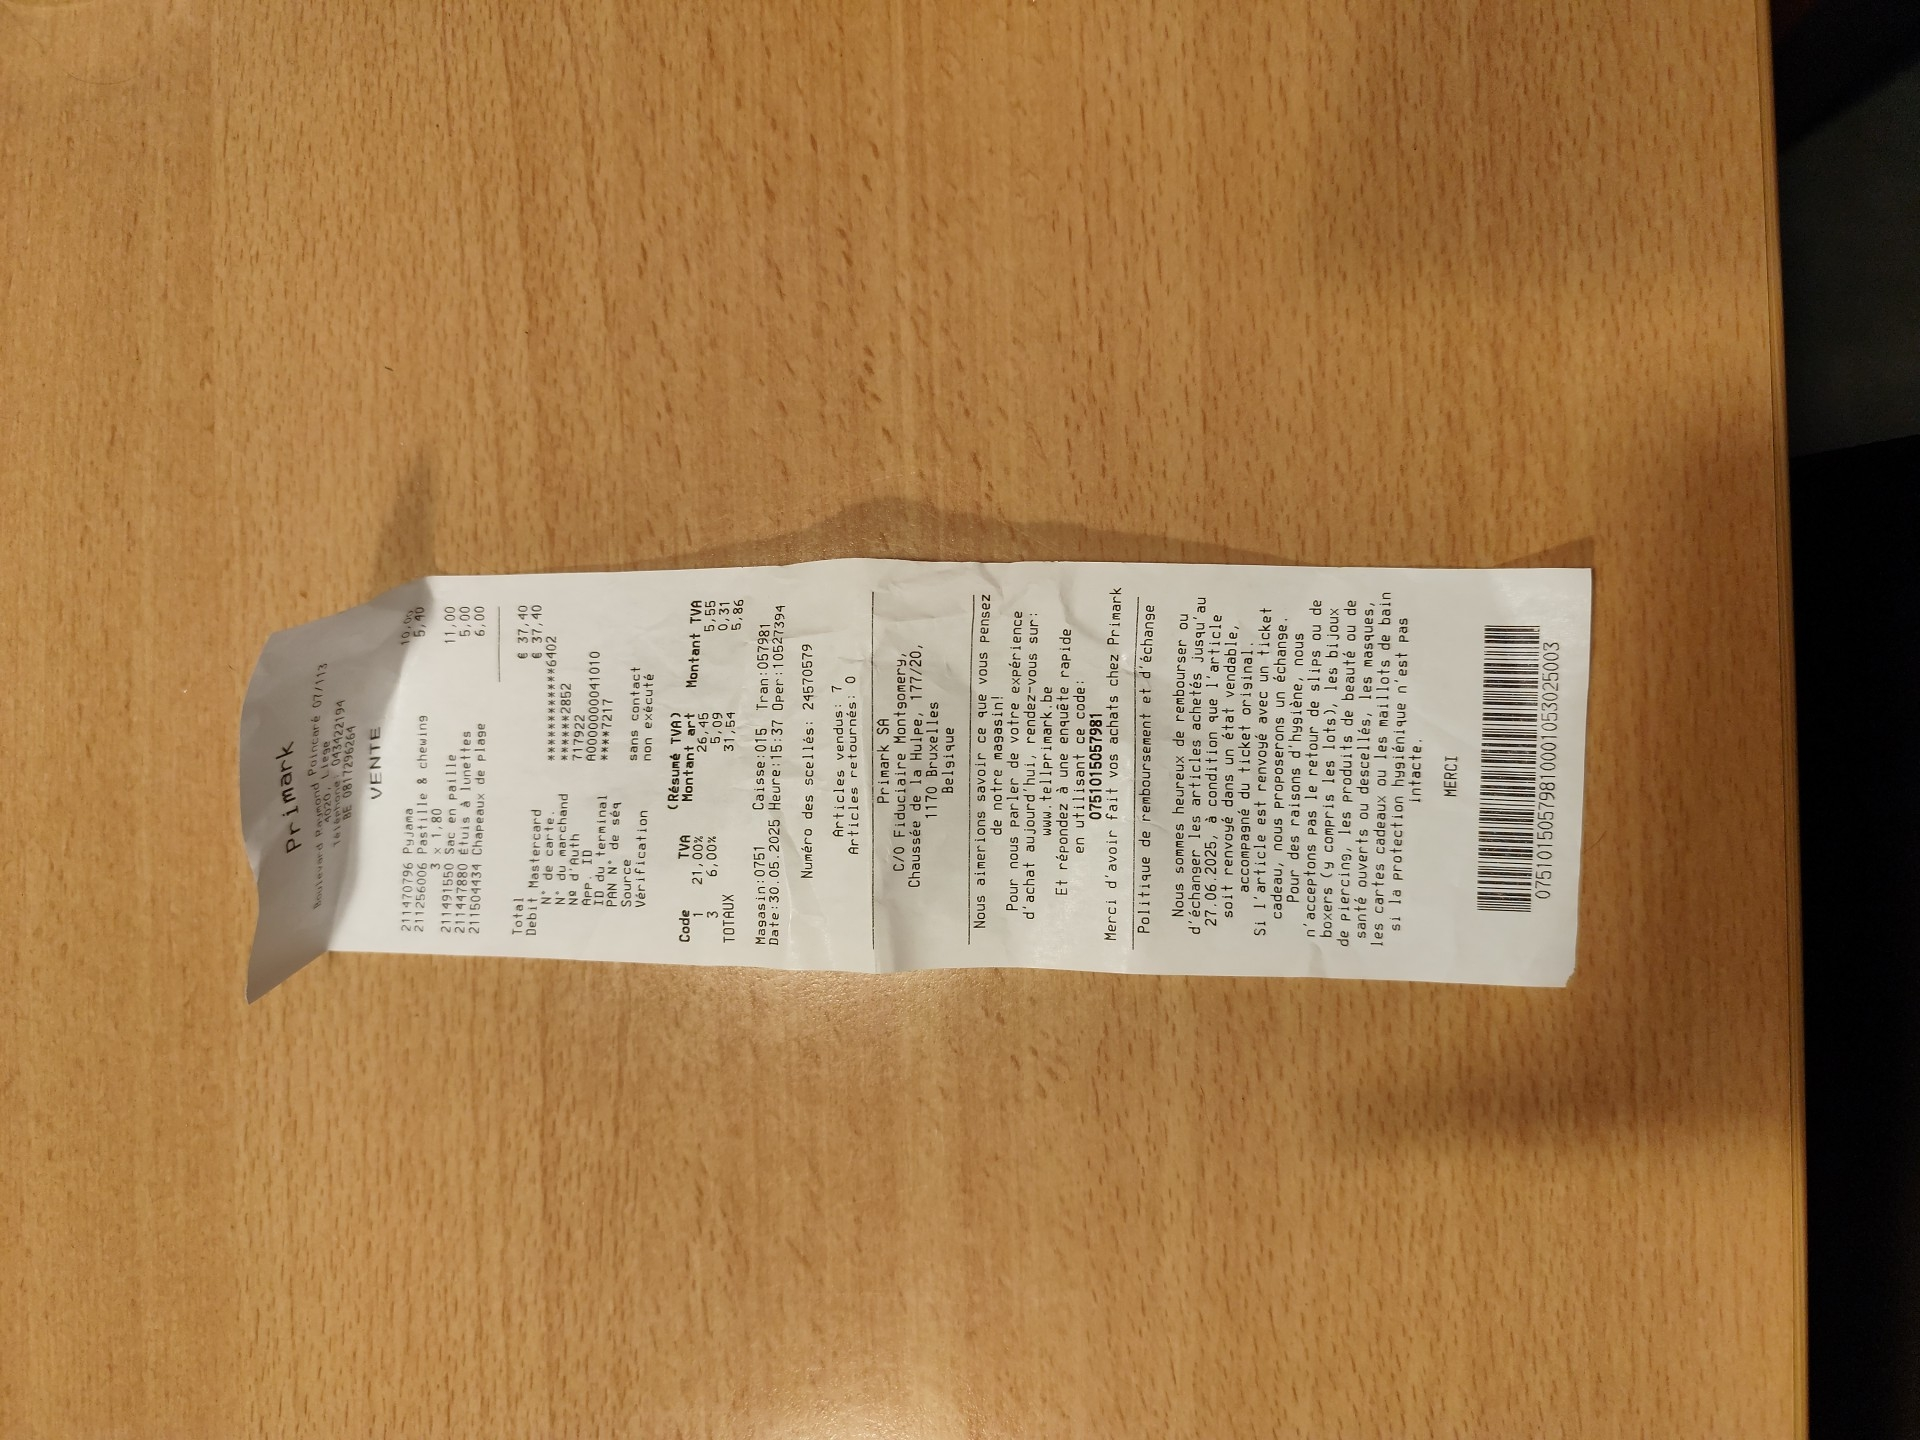 Primark
Boulevard Raymond Poincaré 07/113
4020, Liege
Téléphone: 043422194
BE 0817296264
VENTE
211470796 Pyjama 10,00
211256006 Pastille & chewing 5,40
3 x 1,80
211491550 Sac en paille 11,00
211447880 Étuis à lunettes 5,00
211504434 Chapeaux de plage 6,00
Total € 37,40
Debit Mastercard € 37,40
N° de carte. ************6402
N° du marchand ******2852
Nº d'Auth 717922
App. ID A0000000041010
ID du terminal ****7217
PAN N° de séq
Source sans contact
Vérification non exécuté
(Résumé TVA)
Code TVA Montant art Montant TVA
1 21,00% 26,45 5,55
3 6,00% 5,09 0,31
TOTAUX 31,54 5,86
Magasin:0751 Caisse:015 Tran:057981
Date:30.05.2025 Heure:15:37 Oper:10527394
Numéro des scellés: 24570579
Articles vendus: 7
Articles retournés: 0
Primark SA
C/O Fiduciaire Montgomery,
Chaussée de la Hulpe, 177/20,
1170 Bruxelles
Belgique
Nous aimerions savoir ce que vous pensez
de notre magasin!
Pour nous parler de votre expérience
d'achat aujourd'hui, rendez-vous sur:
www.tellprimark.be
Et répondez à une enquête rapide
en utilisant ce code:
075101505798​1
Merci d'avoir fait vos achats chez Primark
Politique de remboursement et d'échange
Nous sommes heureux de rembourser ou
d'échanger les articles achetés jusqu'au
27.06.2025, à condition que l'article
soit renvoyé dans un état vendable,
accompagné du ticket original.
Si l'article est renvoyé avec un ticket
cadeau, nous proposerons un échange.
Pour des raisons d'hygiène, nous
n'acceptons pas le retour de slips ou de
boxers (y compris les lots), les bijoux
de piercing, les produits de beauté ou de
santé ouverts ou descellés, les masques,
les cartes cadeaux ou les maillots de bain
si la protection hygiénique n'est pas
intacte.
MERCI
0751015057981000105302​5003